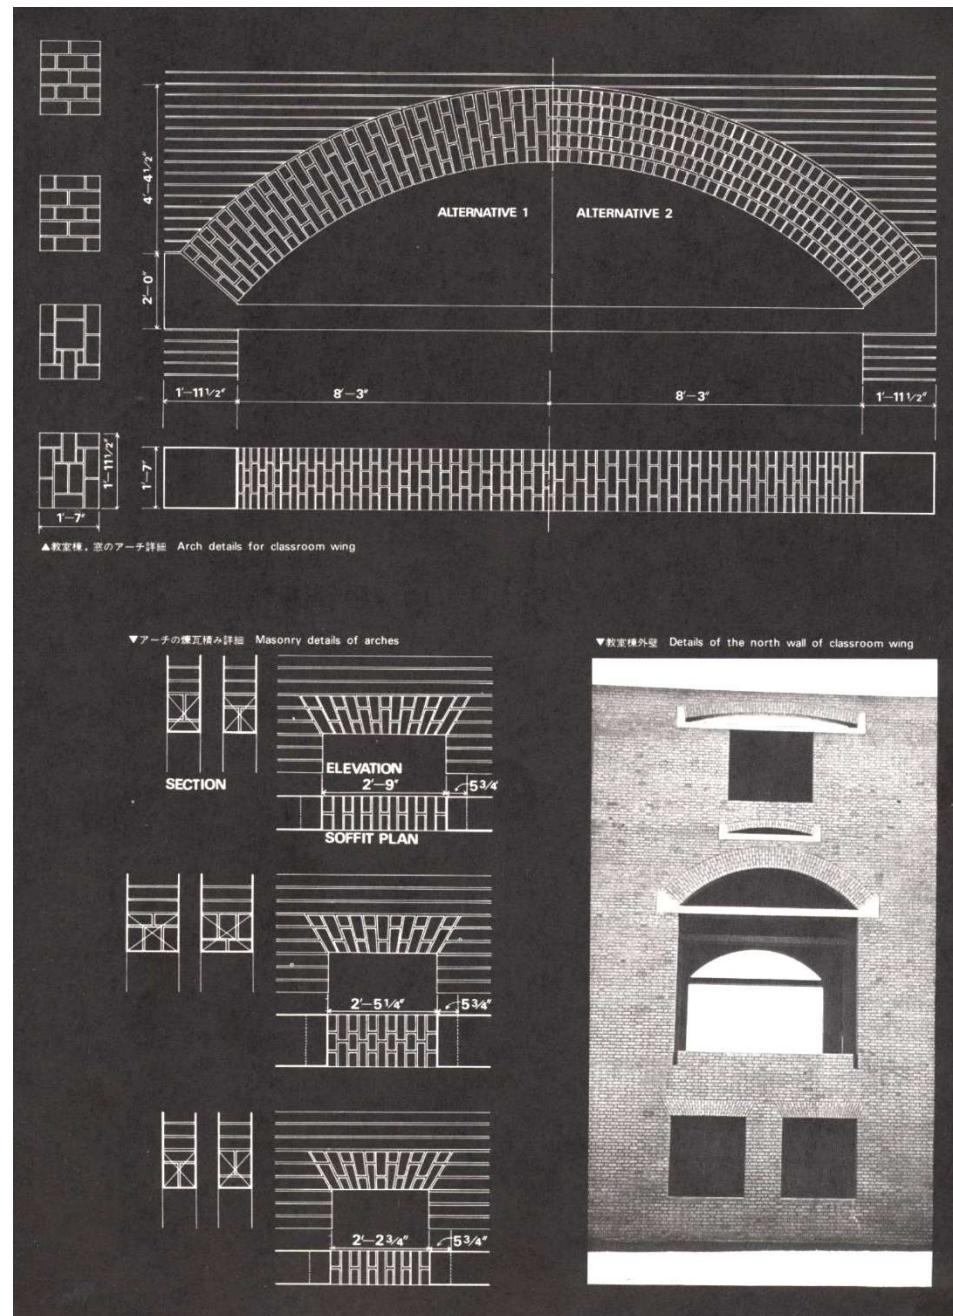 4'—4 1/2"
ALTERNATIVE 1
ALTERNATIVE 2
2'—0"
1'—11 1/2"
8'—3"
8'—3"
1'—11 1/2"
1'—11 1/2"
1'—7"
1'—7"
▲教室棟，窓のアーチ詳細 Arch details for classroom wing
▼アーチの煉瓦積み詳細 Masonry details of arches
▼教室棟外壁 Details of the north wall of classroom wing
SECTION
ELEVATION
2'—9"
5 3/4"
SOFFIT PLAN
2'—5 1/4"
5 3/4"
2'—2 3/4"
5 3/4"